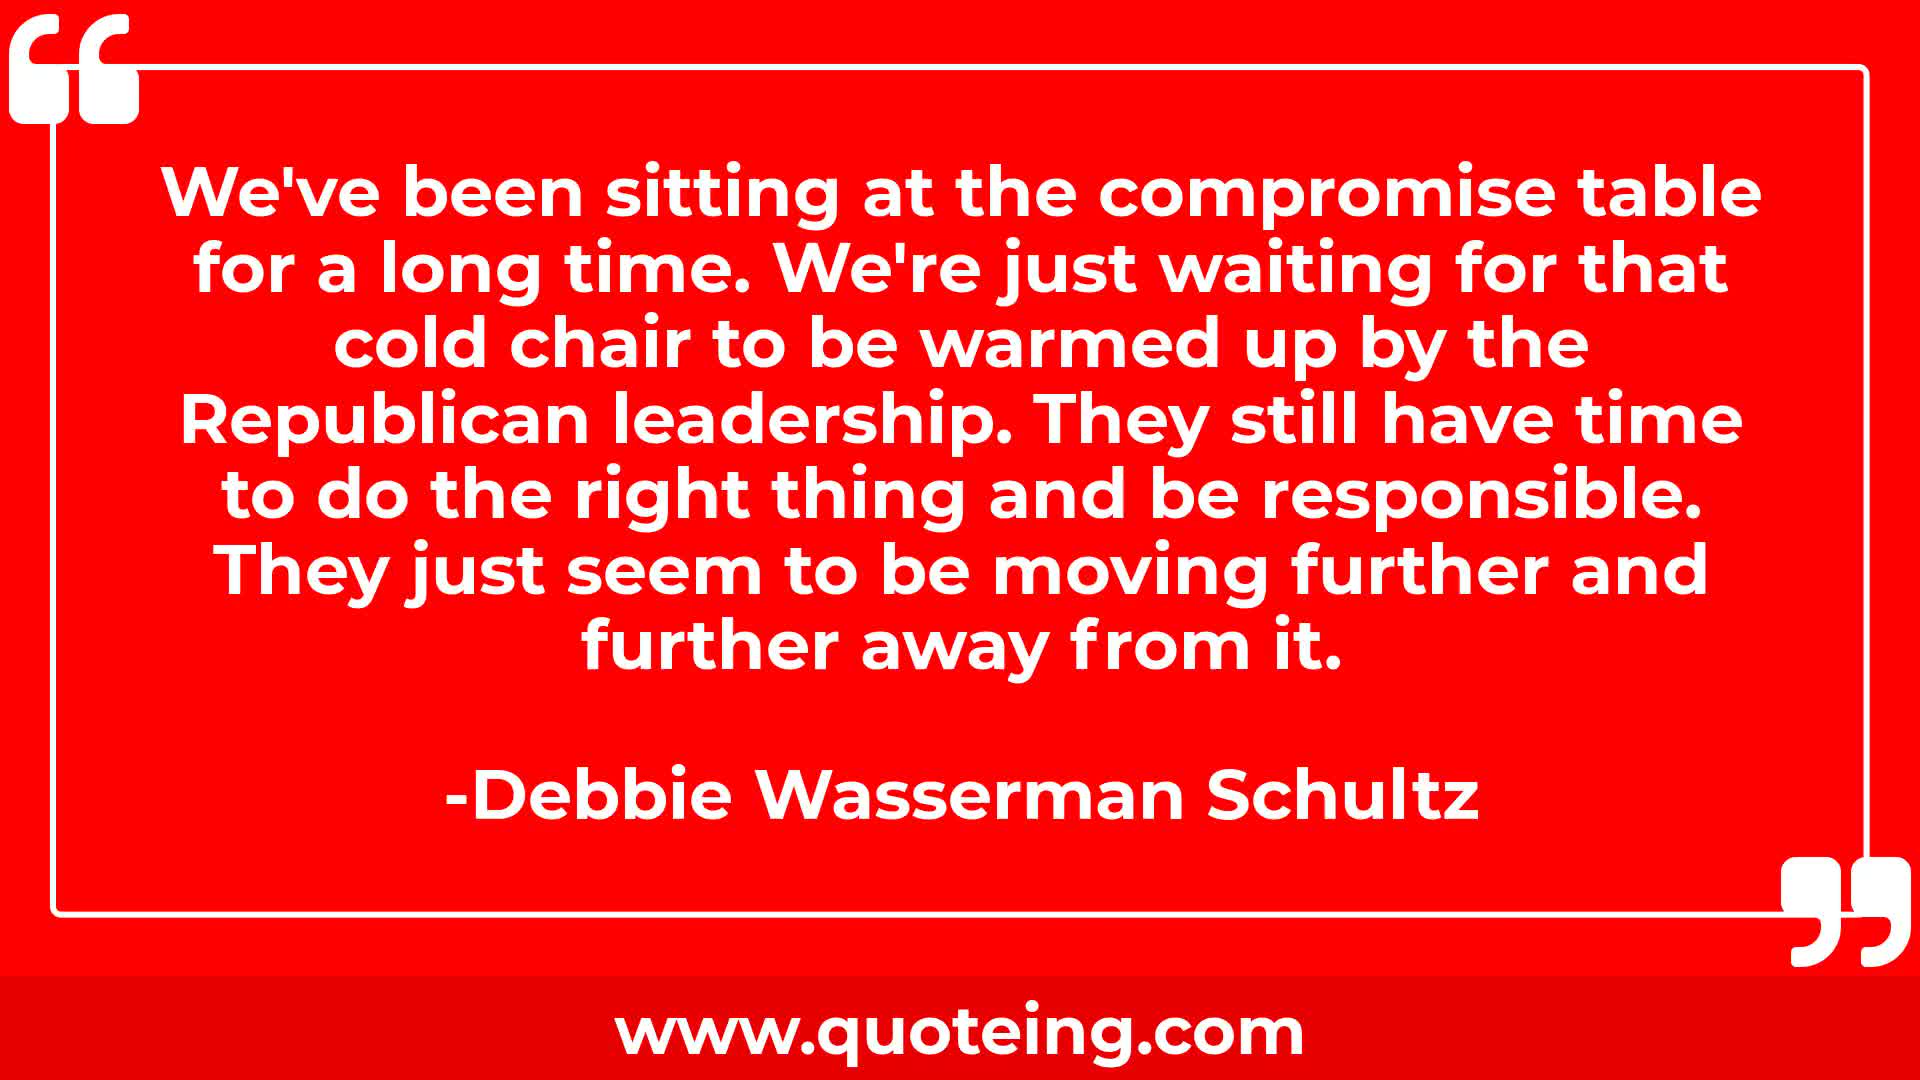 We've been sitting at the compromise table
for a long time. We're just waiting for that
cold chair to be warmed up by the
Republican leadership. They still have time
to do the right thing and be responsible.
They just seem to be moving further and
further away from it.
-Debbie Wasserman Schultz
www.quoteing.com